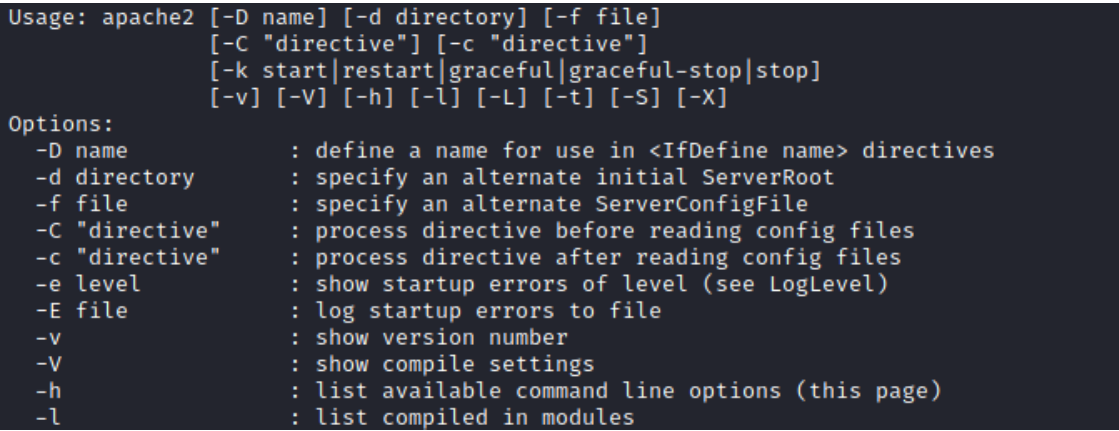 Usage: apache2 [-D name] [-d directory] [-f file]
               [-C "directive"] [-c "directive"]
               [-k start|restart|graceful|graceful-stop|stop]
               [-v] [-V] [-h] [-l] [-L] [-t] [-S] [-X]
Options:
  -D name            : define a name for use in <IfDefine name> directives
  -d directory       : specify an alternate initial ServerRoot
  -f file            : specify an alternate ServerConfigFile
  -C "directive"     : process directive before reading config files
  -c "directive"     : process directive after reading config files
  -e level           : show startup errors of level (see LogLevel)
  -E file            : log startup errors to file
  -v                 : show version number
  -V                 : show compile settings
  -h                 : list available command line options (this page)
  -l                 : list compiled in modules